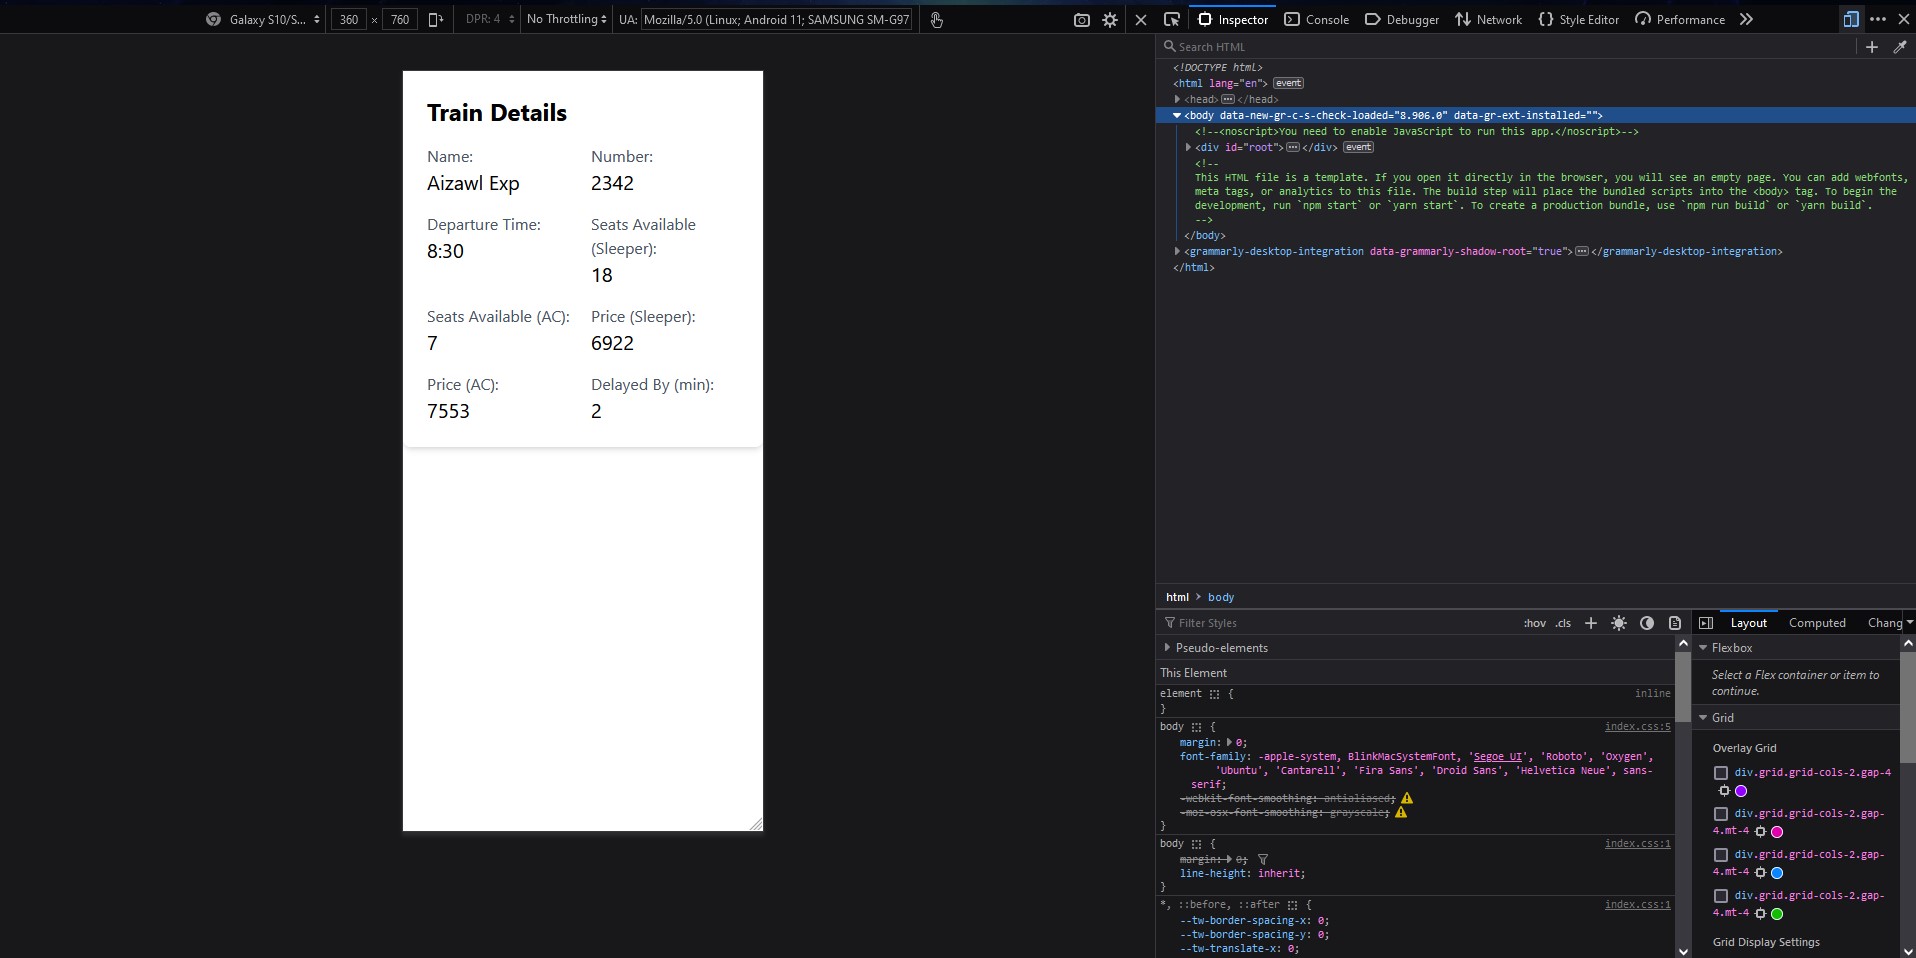 Galaxy S10/S...
360 × 760
DPR: 4
No Throttling
UA: Mozilla/5.0 (Linux; Android 11; SAMSUNG SM-G97
Inspector
Console
Debugger
Network
Style Editor
Performance
Train Details
Name:
Aizawl Exp
Number:
2342
Departure Time:
8:30
Seats Available
(Sleeper):
18
Seats Available (AC):
7
Price (Sleeper):
6922
Price (AC):
7553
Delayed By (min):
2
Search HTML
<!DOCTYPE html>
<html lang="en"> event
<head> ••• </head>
<body data-new-gr-c-s-check-loaded="8.906.0" data-gr-ext-installed="">
<!--<noscript>You need to enable JavaScript to run this app.</noscript>-->
<div id="root"> ••• </div> event
<!--
This HTML file is a template. If you open it directly in the browser, you will see an empty page. You can add webfonts,
meta tags, or analytics to this file. The build step will place the bundled scripts into the <body> tag. To begin the
development, run `npm start` or `yarn start`. To create a production bundle, use `npm run build` or `yarn build`.
-->
</body>
<grammarly-desktop-integration data-grammarly-shadow-root="true"> ••• </grammarly-desktop-integration>
</html>
html > body
Filter Styles
:hov .cls
Pseudo-elements
This Element
element {
inline
}
body {
index.css:5
margin: 0;
font-family: -apple-system, BlinkMacSystemFont, 'Segoe UI', 'Roboto', 'Oxygen',
'Ubuntu', 'Cantarell', 'Fira Sans', 'Droid Sans', 'Helvetica Neue', sans-
serif;
-webkit-font-smoothing: antialiased;
-moz-osx-font-smoothing: grayscale;
}
body {
index.css:1
margin: 0;
line-height: inherit;
}
*, ::before, ::after {
index.css:1
--tw-border-spacing-x: 0;
--tw-border-spacing-y: 0;
--tw-translate-x: 0;
Layout
Computed
Chang
Flexbox
Select a Flex container or item to
continue.
Grid
Overlay Grid
div.grid.grid-cols-2.gap-4
div.grid.grid-cols-2.gap-
4.mt-4
div.grid.grid-cols-2.gap-
4.mt-4
div.grid.grid-cols-2.gap-
4.mt-4
Grid Display Settings